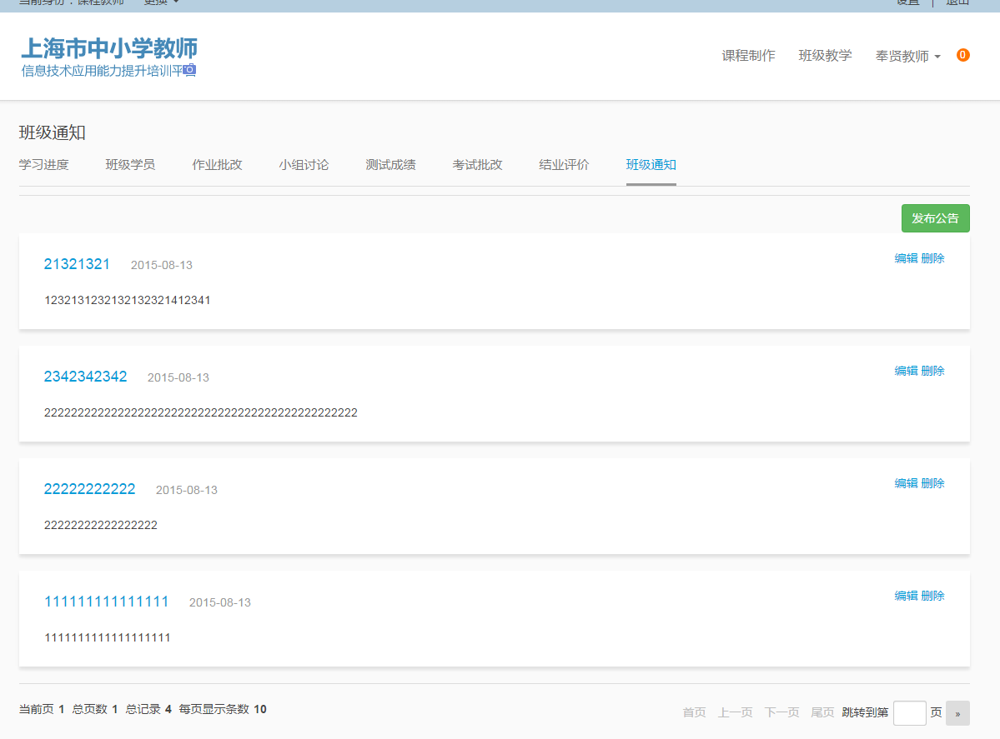 当前身份：课程教师 更换 设置 | 退出
上海市中小学教师
信息技术应用能力提升培训平
课程制作 班级教学 奉贤教师 0
班级通知
学习进度 班级学员 作业批改 小组讨论 测试成绩 考试批改 结业评价 班级通知
发布公告
21321321 2015-08-13 编辑 删除
1232131232132132321412341
2342342342 2015-08-13 编辑 删除
22222222222222222222222222222222222222222222222
22222222222 2015-08-13 编辑 删除
22222222222222222
111111111111111 2015-08-13 编辑 删除
1111111111111111111
当前页 1 总页数 1 总记录 4 每页显示条数 10
首页 上一页 下一页 尾页 跳转到第 页 »